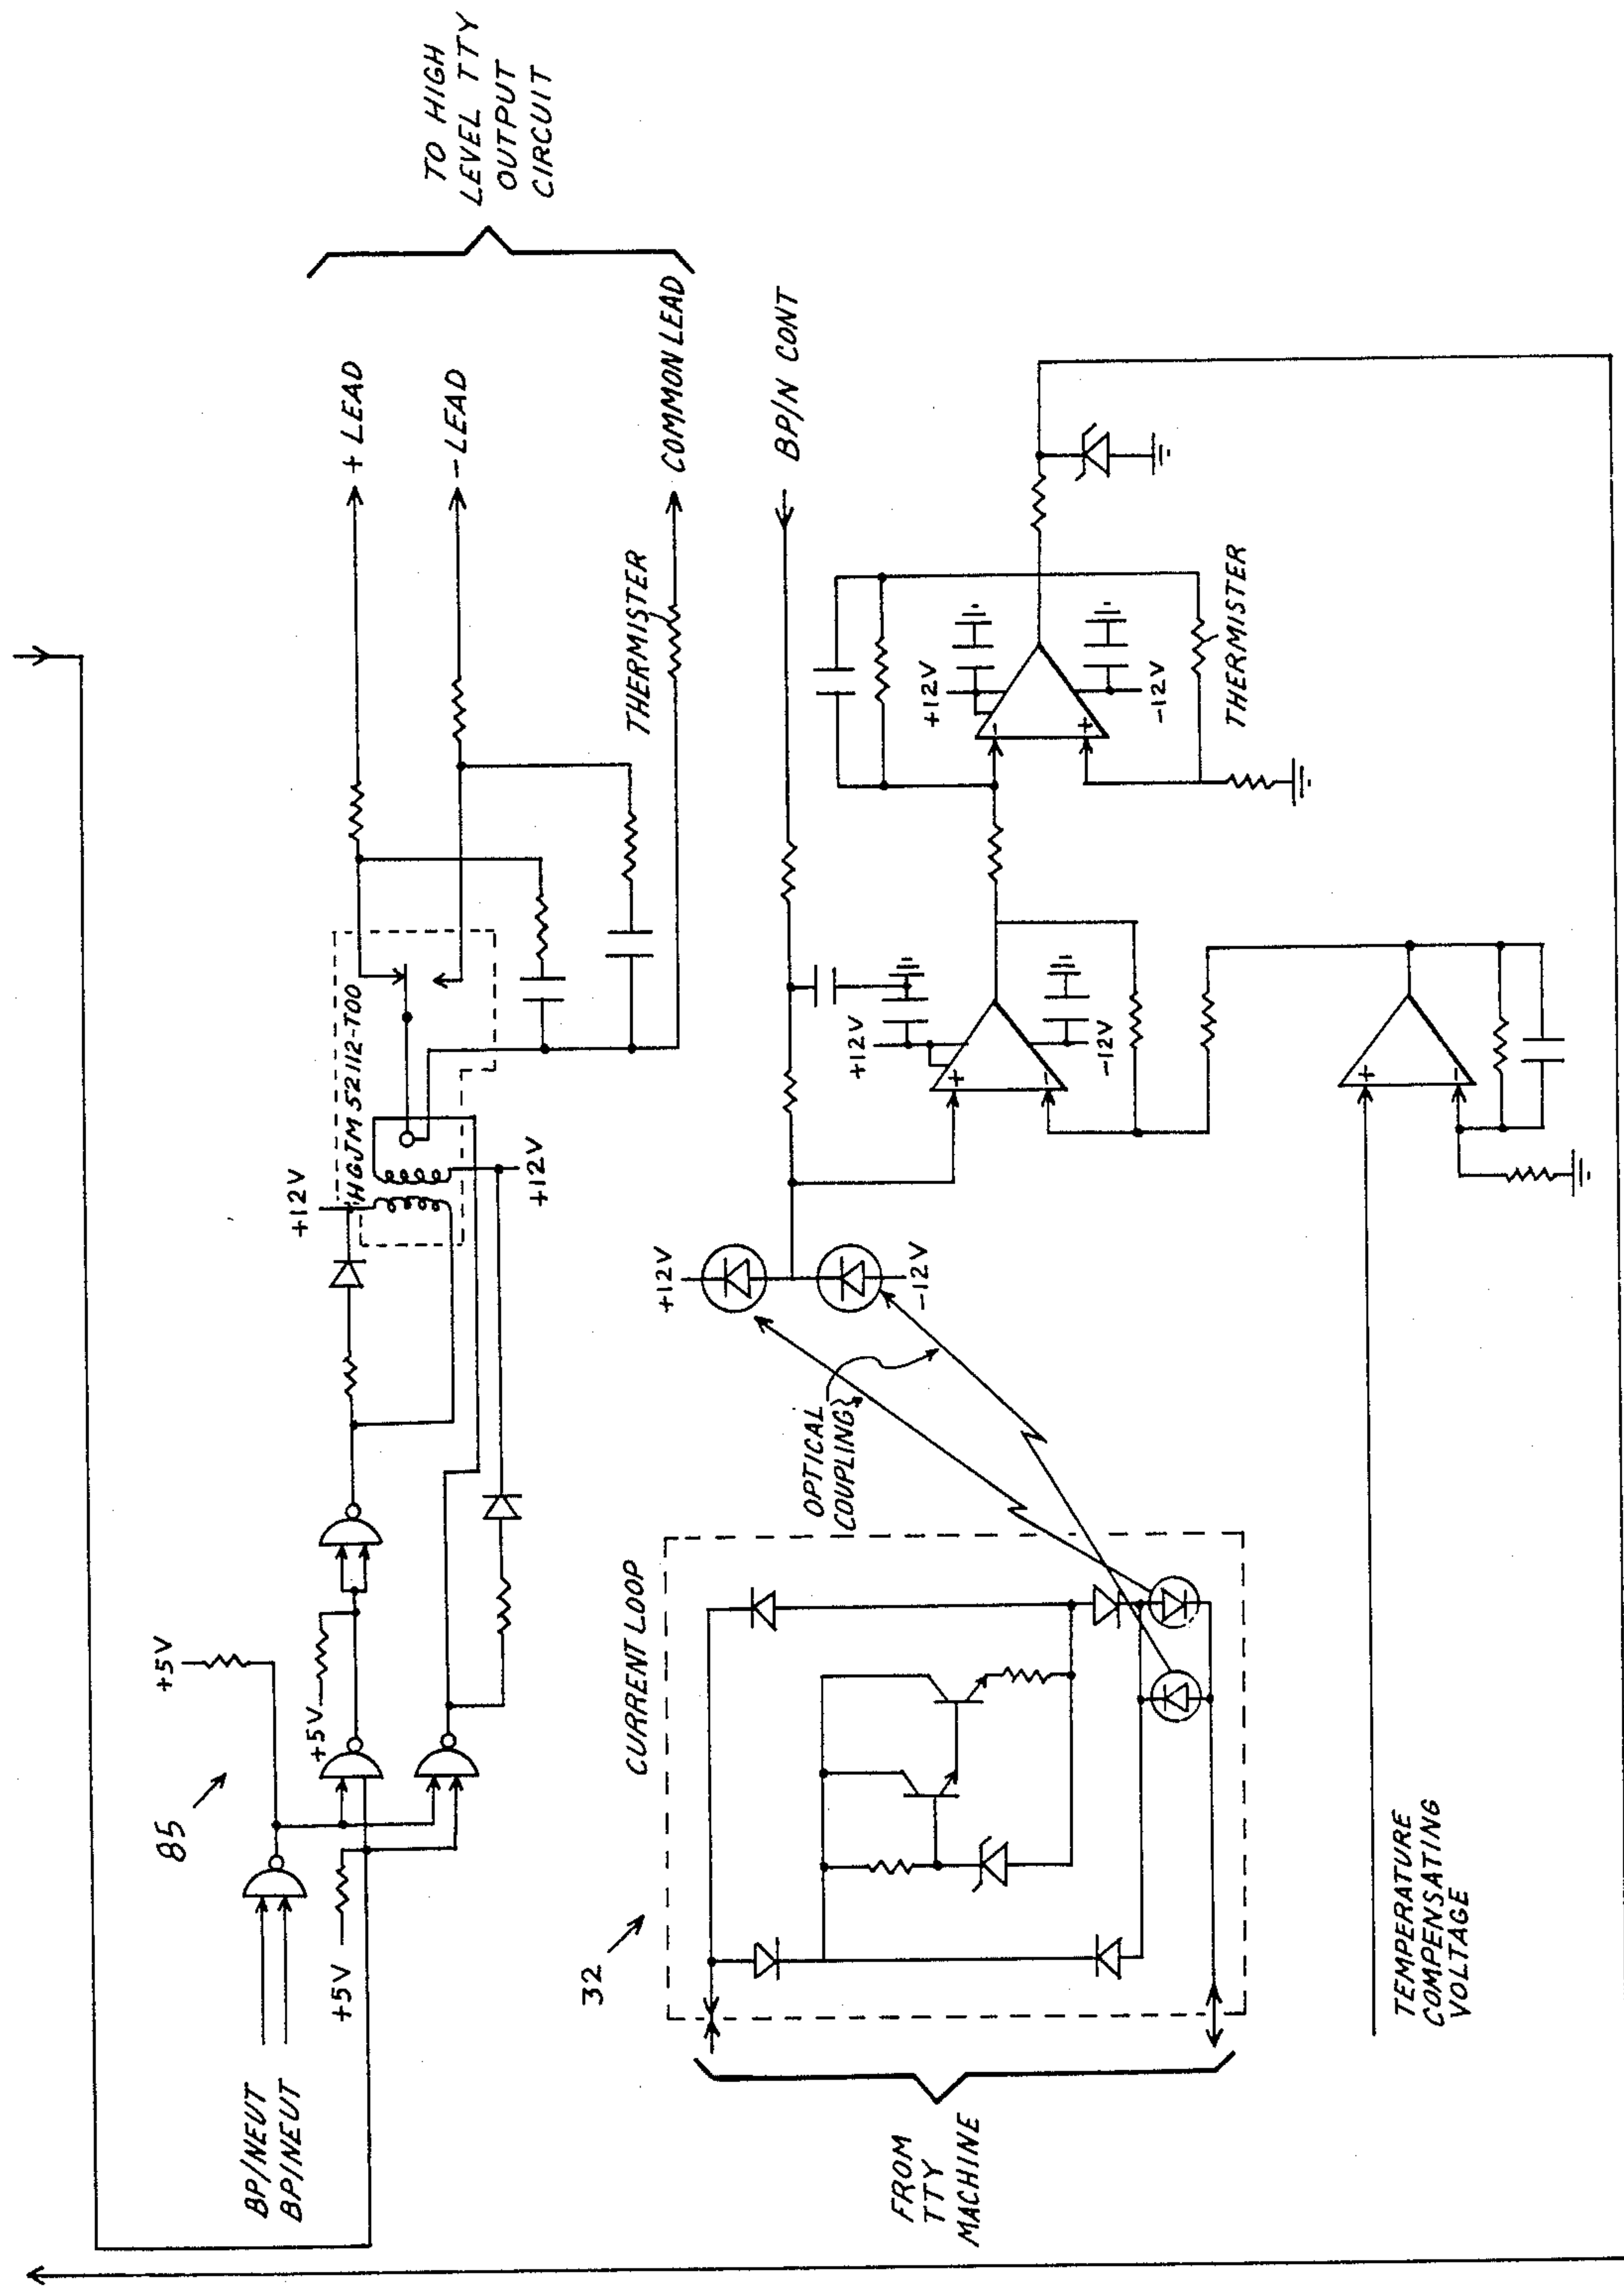 BP/NEUT
BP/NEUT
85
+5V
+5V
+5V
+12V
HGJM 52112-T00
+12V
+ LEAD
- LEAD
TO HIGH
LEVEL TTY
OUTPUT
CIRCUIT
THERMISTER
COMMON LEAD
32
CURRENT LOOP
FROM
TTY
MACHINE
OPTICAL
COUPLING
+12V
-12V
BP/N CONT
+12V
+
-
-12V
+12V
-
+
-12V
THERMISTER
TEMPERATURE
COMPENSATING
VOLTAGE
+
-